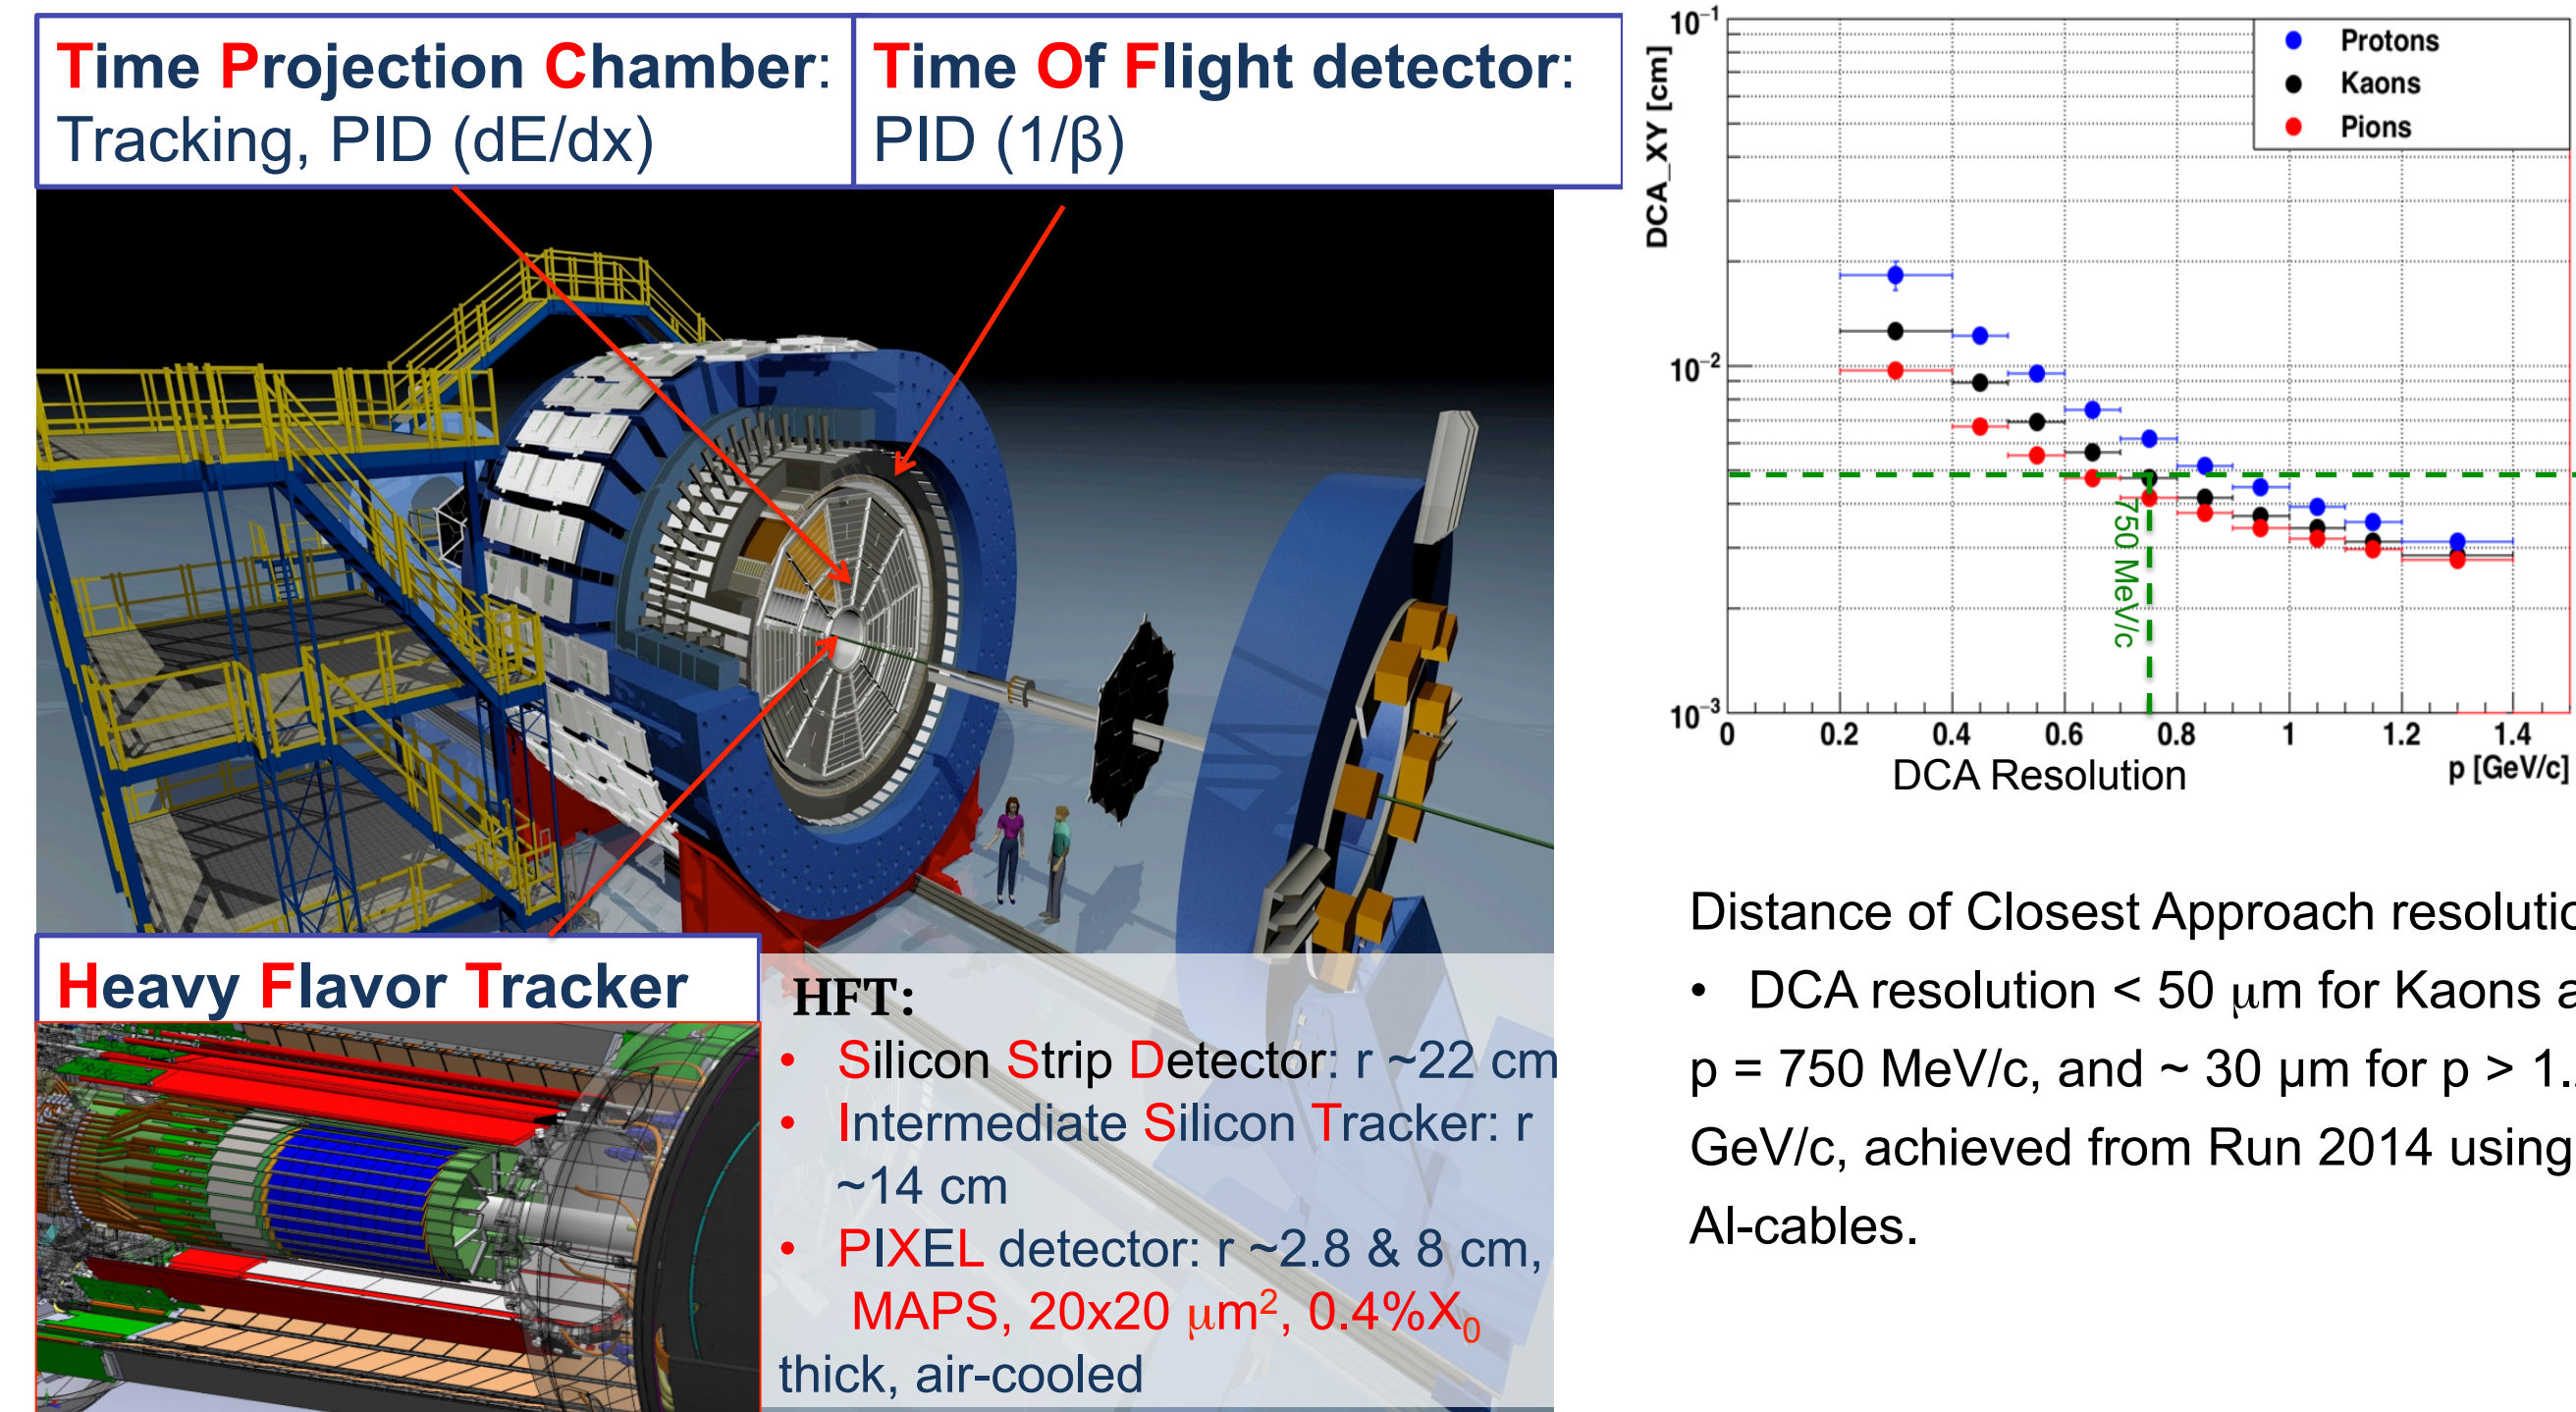 Time Projection Chamber:
Tracking, PID (dE/dx)
Time Of Flight detector:
PID (1/β)
Heavy Flavor Tracker
HFT:
• Silicon Strip Detector: r ~22 cm
• Intermediate Silicon Tracker: r
~14 cm
• PIXEL detector: r ~2.8 & 8 cm,
MAPS, 20x20 μm², 0.4%X₀
thick, air-cooled
DCA_XY [cm]
10⁻¹
10⁻²
10⁻³
Protons
Kaons
Pions
750 MeV/c
0 0.2 0.4 0.6 0.8 1 1.2 1.4
DCA Resolution
p [GeV/c]
Distance of Closest Approach
• DCA resolution < 50 μm for Kaons
p = 750 MeV/c, and ~ 30 μm for p >
GeV/c, achieved from Run 2014 using
Al-cables.